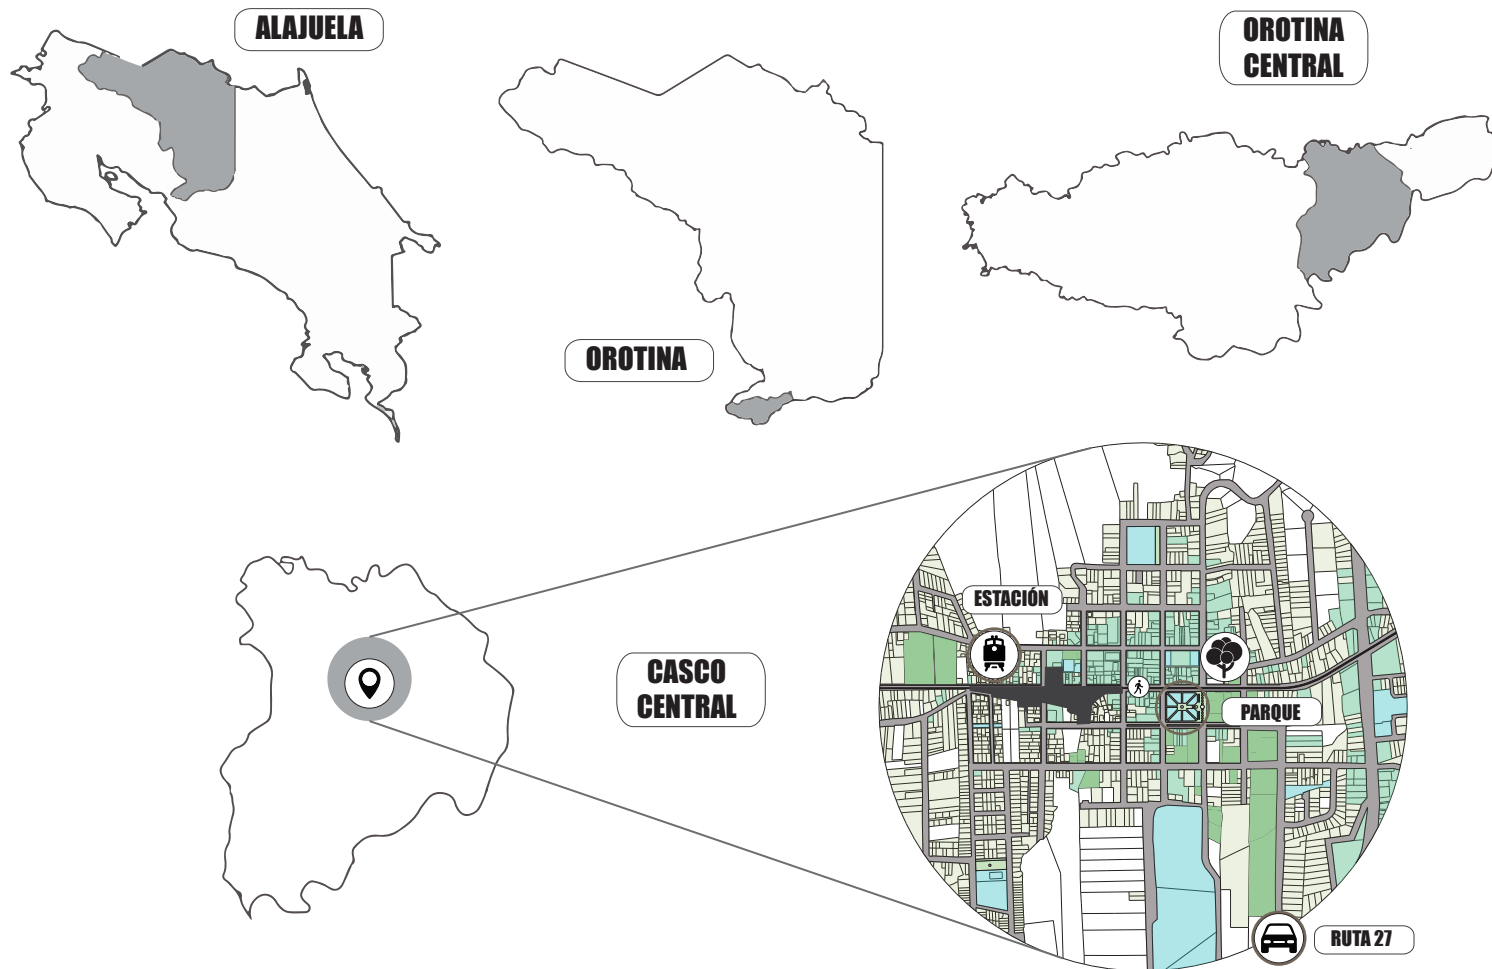 ALAJUELA
OROTINA
CENTRAL
OROTINA
ESTACIÓN
CASCO
CENTRAL
PARQUE
RUTA 27